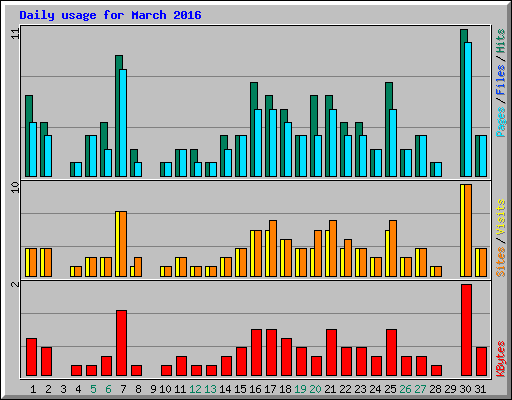 Daily usage for March 2016
11
Pages / Files / Hits
10
Sites / Visits
2
KBytes
1 2 3 4 5 6 7 8 9 10 11 12 13 14 15 16 17 18 19 20 21 22 23 24 25 26 27 28 29 30 31